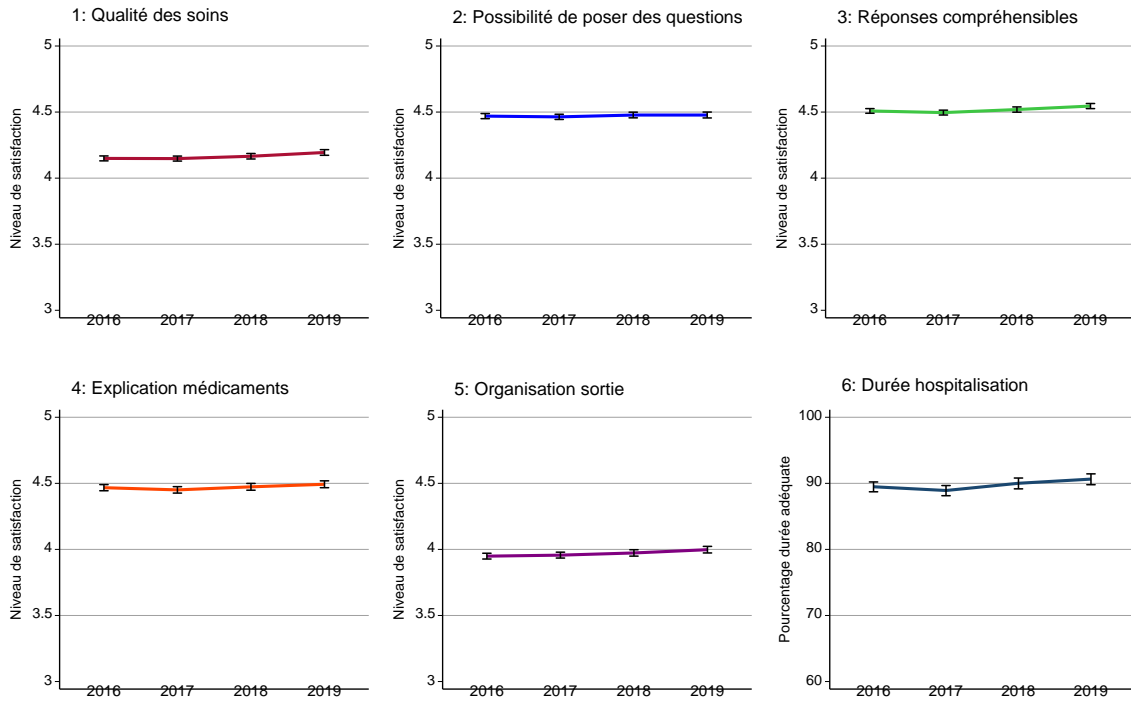 1: Qualité des soins
Niveau de satisfaction
5
4.5
4
3.5
3
2016 2017 2018 2019
2: Possibilité de poser des questions
Niveau de satisfaction
5
4.5
4
3.5
3
2016 2017 2018 2019
3: Réponses compréhensibles
Niveau de satisfaction
5
4.5
4
3.5
3
2016 2017 2018 2019
4: Explication médicaments
Niveau de satisfaction
5
4.5
4
3.5
3
2016 2017 2018 2019
5: Organisation sortie
Niveau de satisfaction
5
4.5
4
3.5
3
2016 2017 2018 2019
6: Durée hospitalisation
Pourcentage durée adéquate
100
90
80
70
60
2016 2017 2018 2019